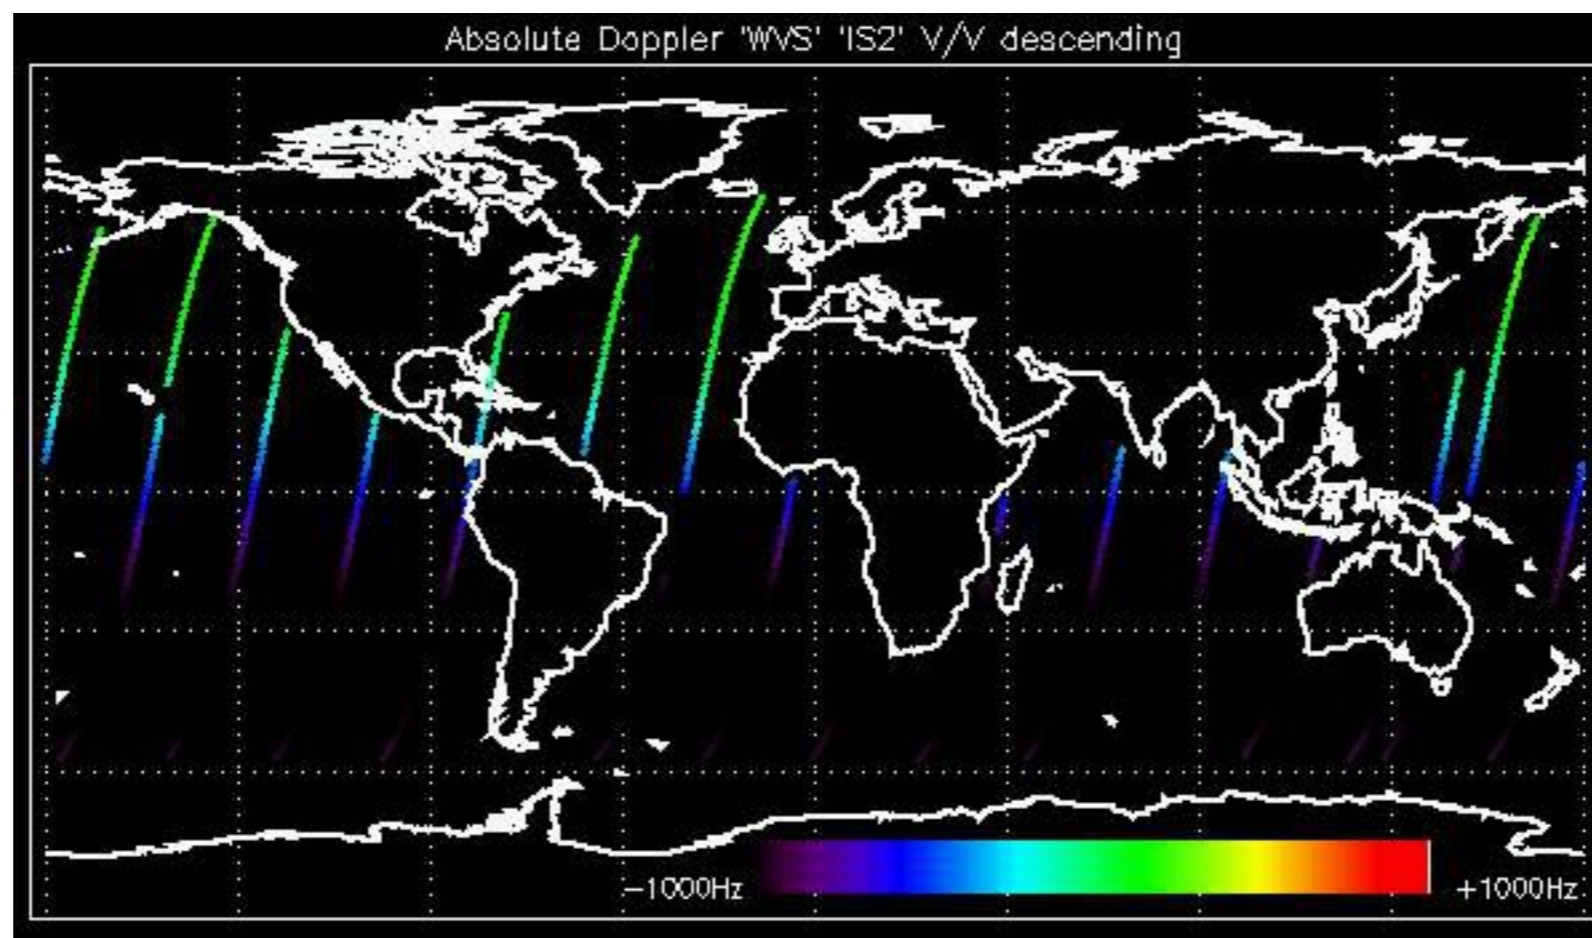 Absolute Doppler 'WVS' 'IS2' V/V descending
−1000Hz +1000Hz